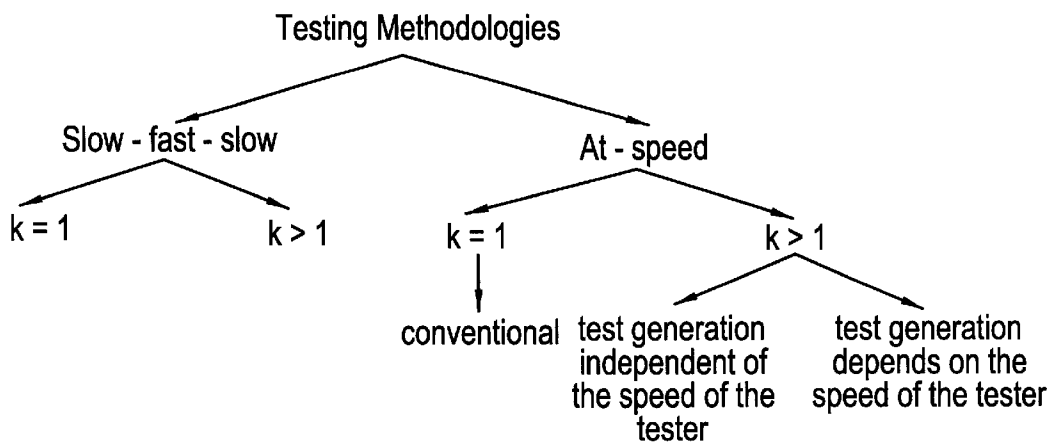 Testing Methodologies
Slow - fast - slow
At - speed
k = 1
k > 1
k = 1
k > 1
conventional
test generation
independent of
the speed of the
tester
test generation
depends on the
speed of the tester